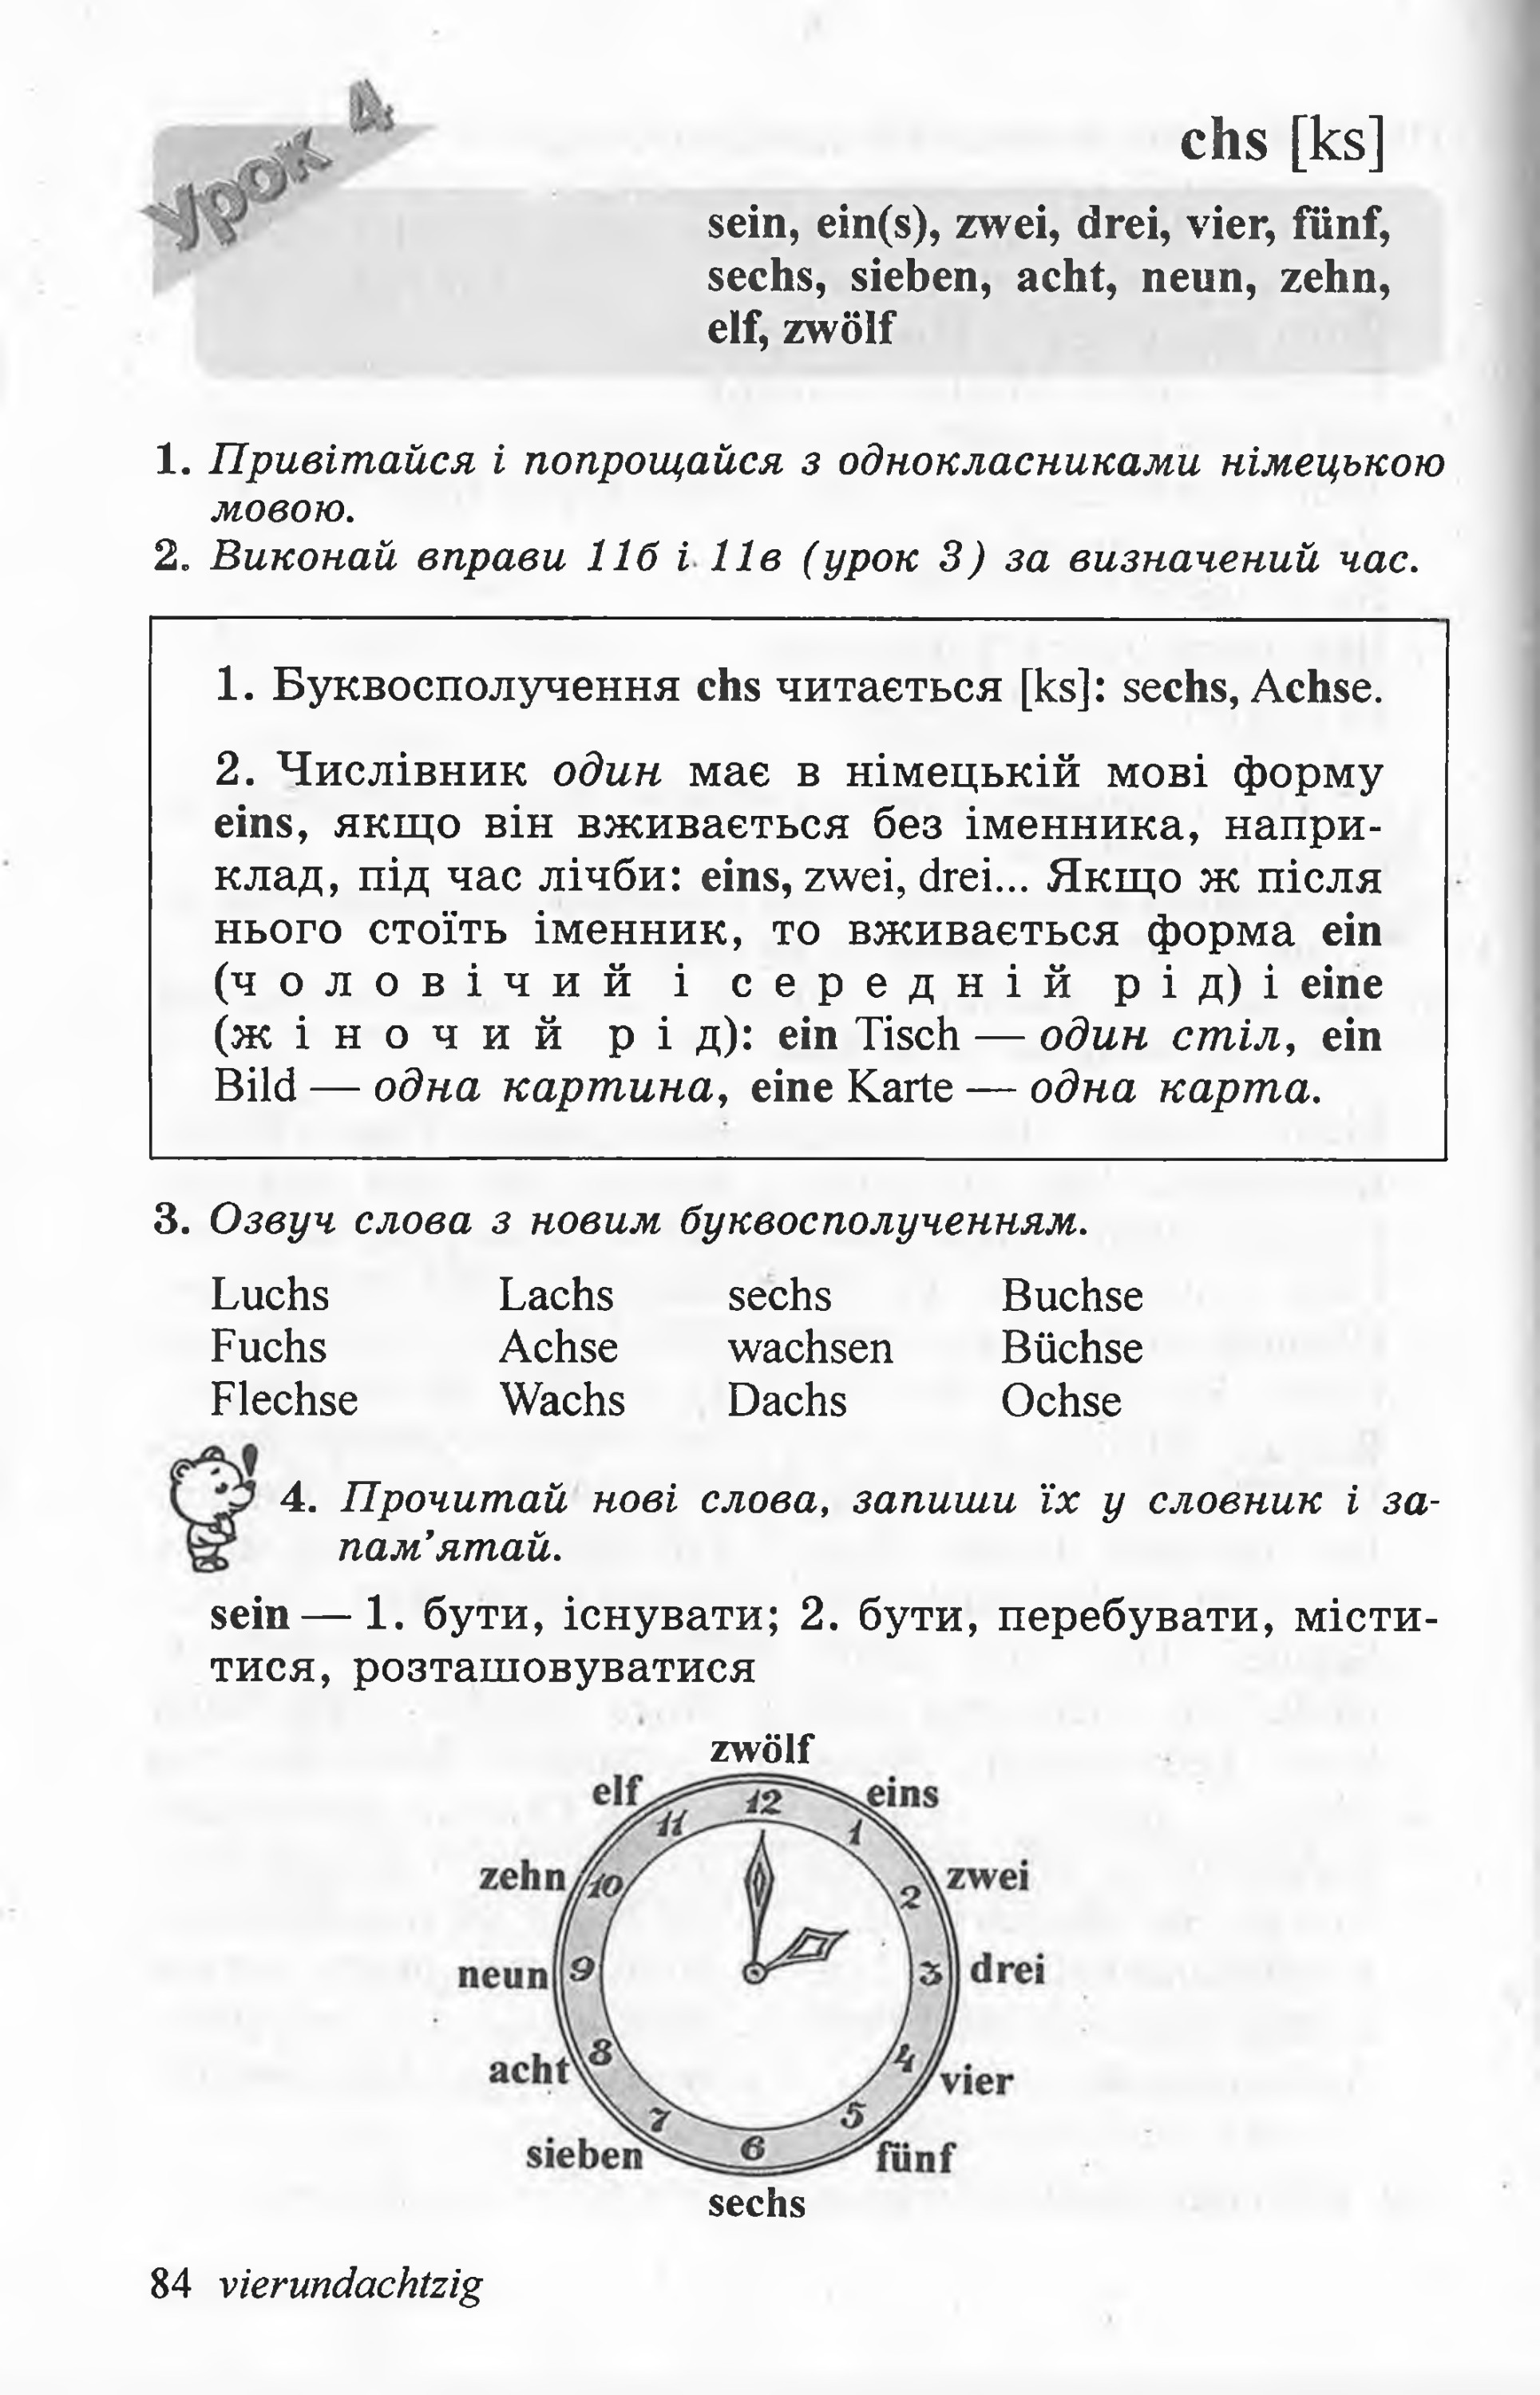 Урок 4
chs [ks]
sein, ein(s), zwei, drei, vier, fünf,
sechs, sieben, acht, neun, zehn,
elf, zwölf
1. Привітайся і попрощайся з однокласниками німецькою
мовою.
2. Виконай вправи 11б і 11в (урок 3) за визначений час.
1. Буквосполучення chs читається [ks]: sechs, Achse.
2. Числівник один має в німецькій мові форму
eins, якщо він вживається без іменника, напри-
клад, під час лічби: eins, zwei, drei... Якщо ж після
нього стоїть іменник, то вживається форма ein
(ч о л о в і ч и й і с е р е д н і й р і д) і eine
(ж і н о ч и й р і д): ein Tisch — один стіл, ein
Bild — одна картина, eine Karte — одна карта.
3. Озвуч слова з новим буквосполученням.
Luchs Lachs sechs Buchse
Fuchs Achse wachsen Büchse
Flechse Wachs Dachs Ochse
!
4. Прочитай нові слова, запиши їх у словник і за-
пам’ятай.
sein — 1. бути, існувати; 2. бути, перебувати, місти-
тися, розташовуватися
zwölf
elf 11 12 1 eins
zehn 10 2 zwei
neun 9 3 drei
acht 8 4 vier
sieben 7 6 5 fünf
sechs
84 vierundachtzig